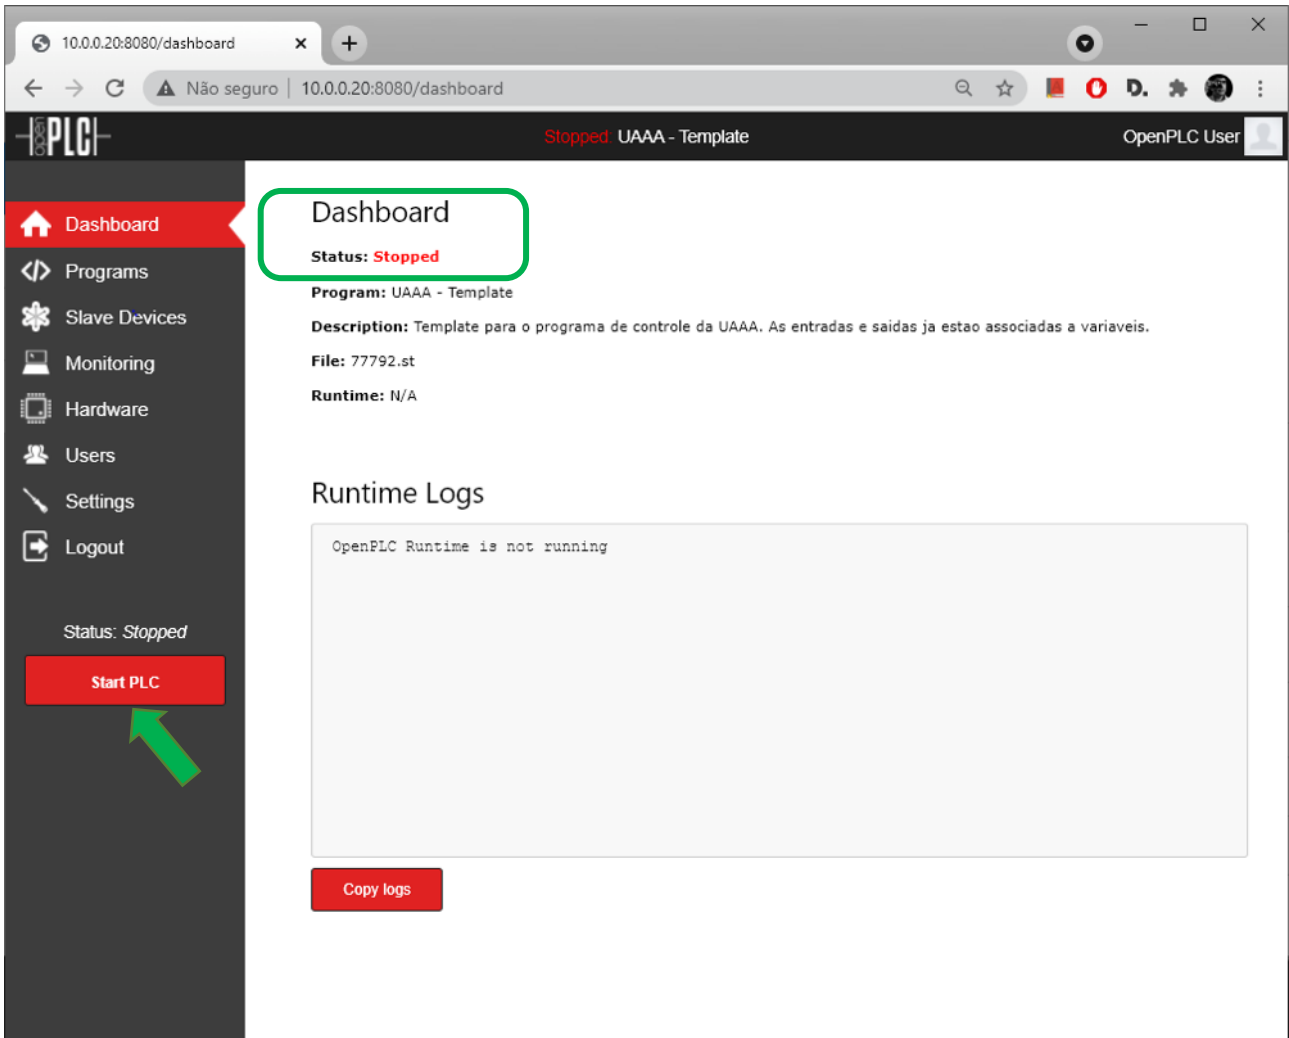 10.0.0.20:8080/dashboard
Não seguro | 10.0.0.20:8080/dashboard
D.
open PLC
Stopped: UAAA - Template
OpenPLC User
Dashboard
Programs
Slave Devices
Monitoring
Hardware
Users
Settings
Logout
Status: Stopped
Start PLC
Dashboard
Status: Stopped
Program: UAAA - Template
Description: Template para o programa de controle da UAAA. As entradas e saidas ja estao associadas a variaveis.
File: 77792.st
Runtime: N/A
Runtime Logs
OpenPLC Runtime is not running
Copy logs